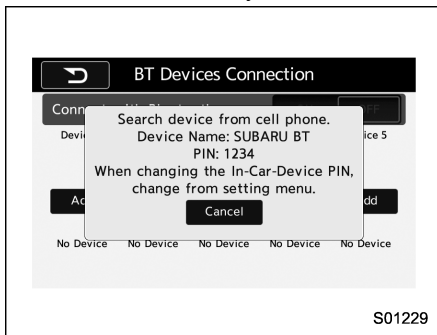 BT Devices Connection
Search device from cell phone.
Device Name: SUBARU BT
PIN: 1234
When changing the In-Car-Device PIN,
change from setting menu.
Cancel
No Device No Device No Device No Device No Device
S01229